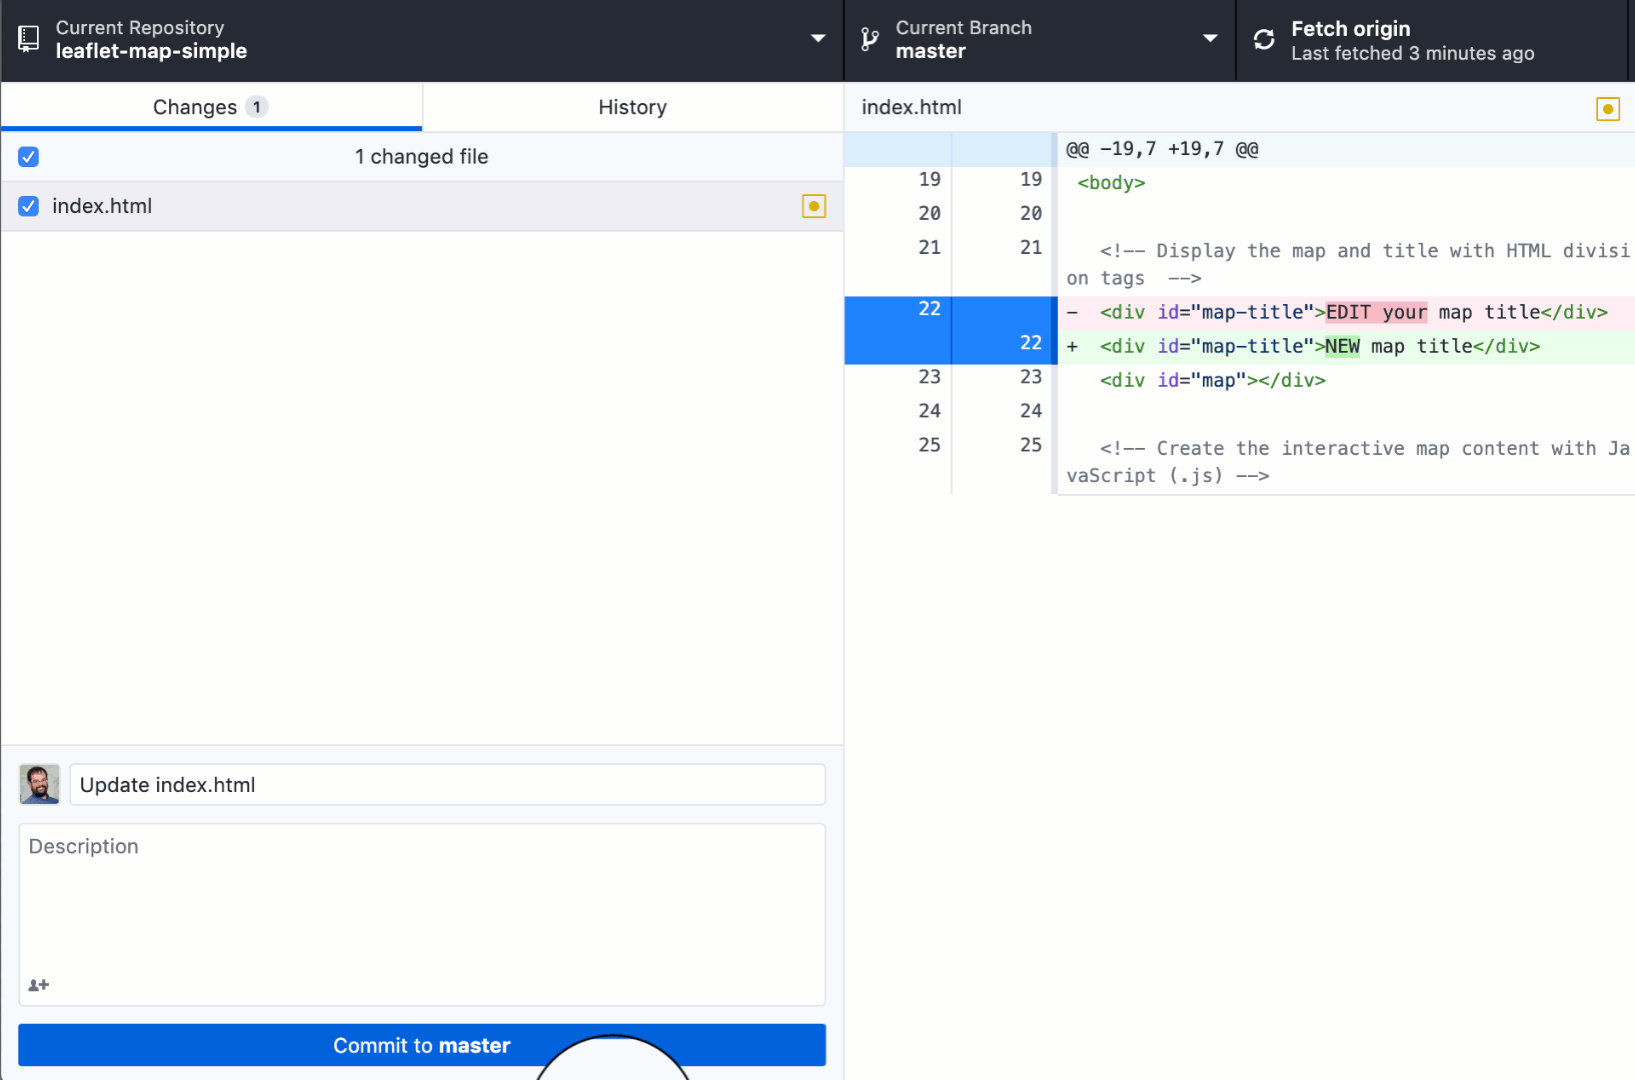 Current Repository
leaflet-map-simple
Current Branch
master
Fetch origin
Last fetched 3 minutes ago
Changes 1
History
1 changed file
index.html
index.html
@@ -19,7 +19,7 @@
19 19 <body>
20 20
21 21 <!-- Display the map and title with HTML divisi
on tags -->
22 - <div id="map-title">EDIT your map title</div>
22 + <div id="map-title">NEW map title</div>
23 23 <div id="map"></div>
24 24
25 25 <!-- Create the interactive map content with Ja
vaScript (.js) -->
Update index.html
Description
Commit to master